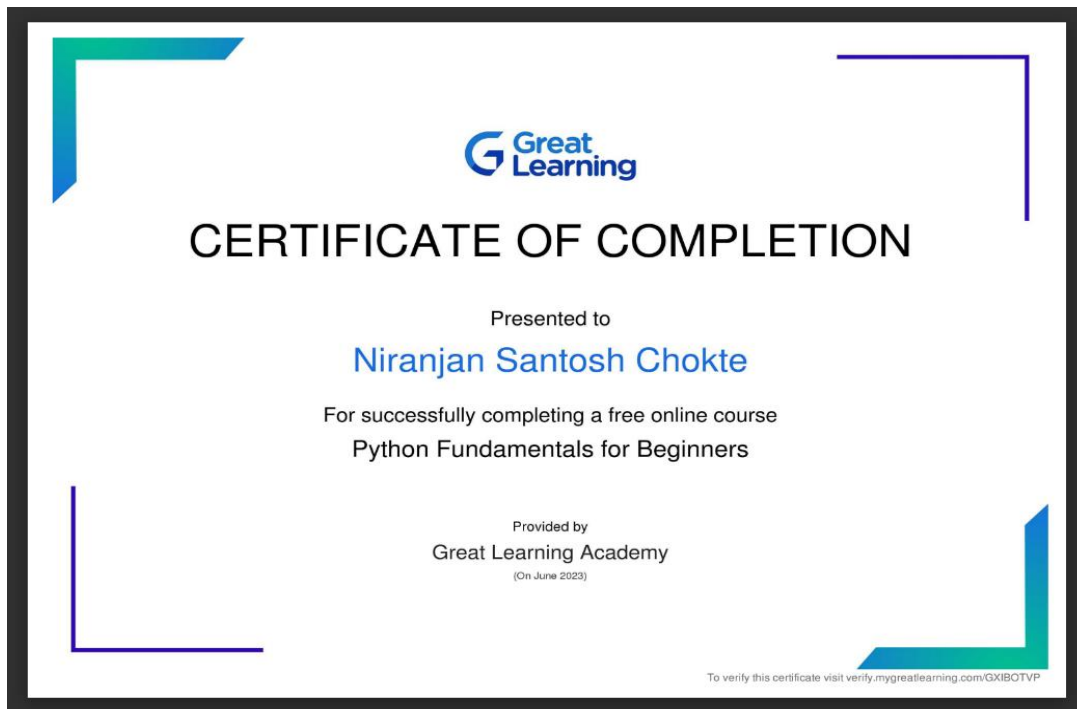 Great
Learning
CERTIFICATE OF COMPLETION
Presented to
Niranjan Santosh Chokte
For successfully completing a free online course
Python Fundamentals for Beginners
Provided by
Great Learning Academy
(On June 2023)
To verify this certificate visit verify.mygreatlearning.com/GXIBOTVP